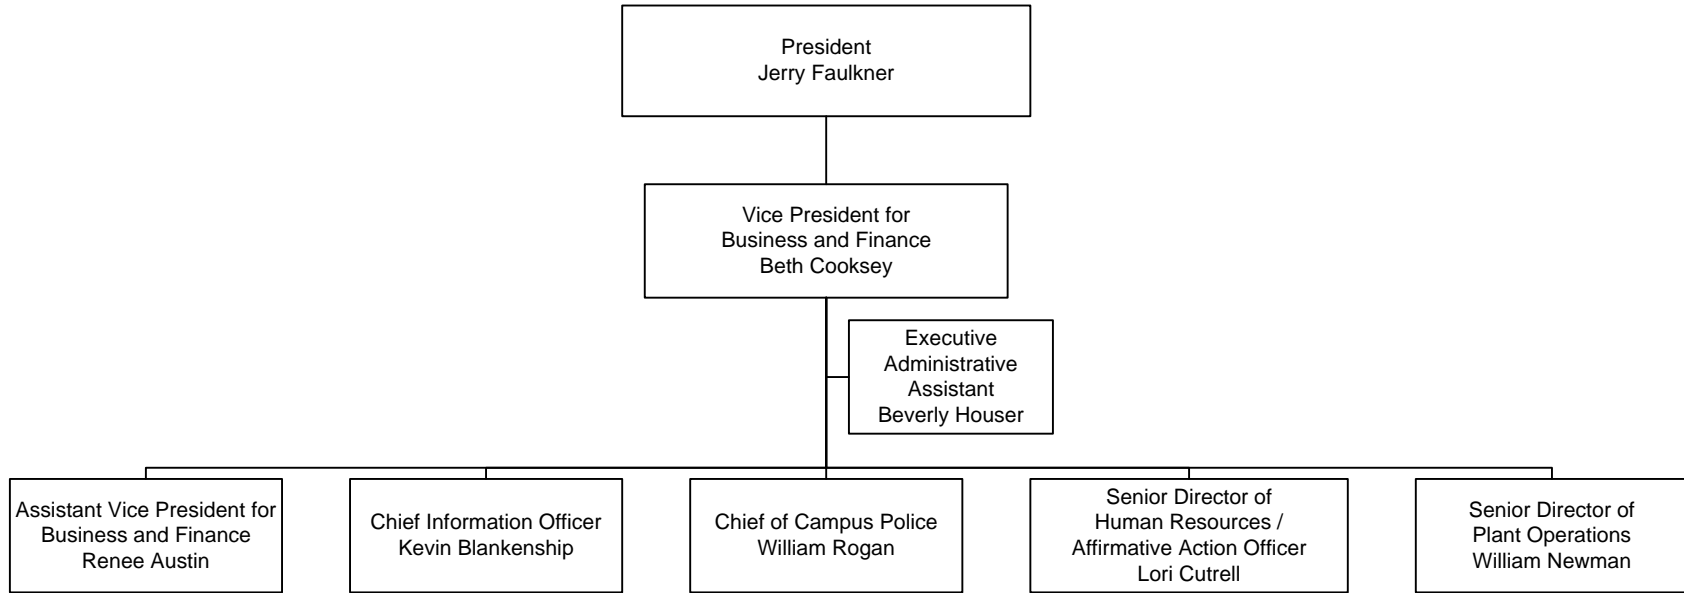 President
Jerry Faulkner
Vice President for
Business and Finance
Beth Cooksey
Executive
Administrative
Assistant
Beverly Houser
Assistant Vice President for
Business and Finance
Renee Austin
Chief Information Officer
Kevin Blankenship
Chief of Campus Police
William Rogan
Senior Director of
Human Resources /
Affirmative Action Officer
Lori Cutrell
Senior Director of
Plant Operations
William Newman